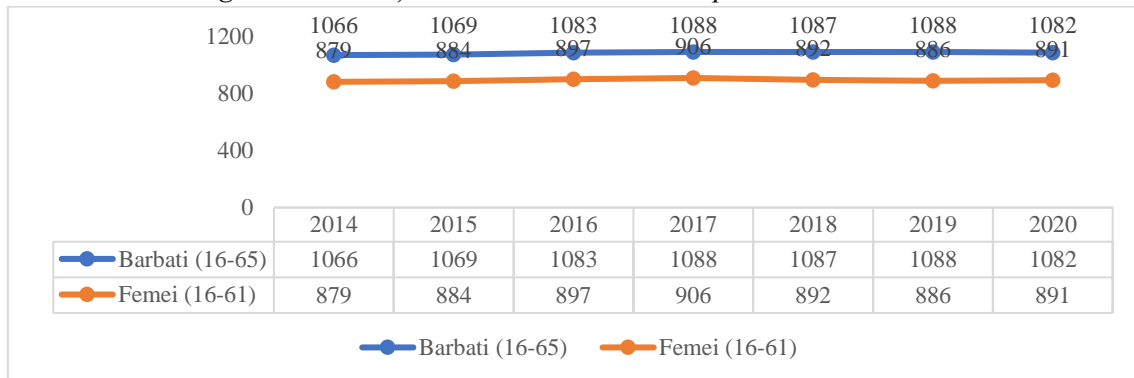 1066 1069 1083 1088 1087 1088 1082
1200 879 884 897 906 892 886 891
800
400
0
2014 2015 2016 2017 2018 2019 2020
Barbati (16-65) 1066 1069 1083 1088 1087 1088 1082
Femei (16-61) 879 884 897 906 892 886 891
Barbati (16-65) Femei (16-61)